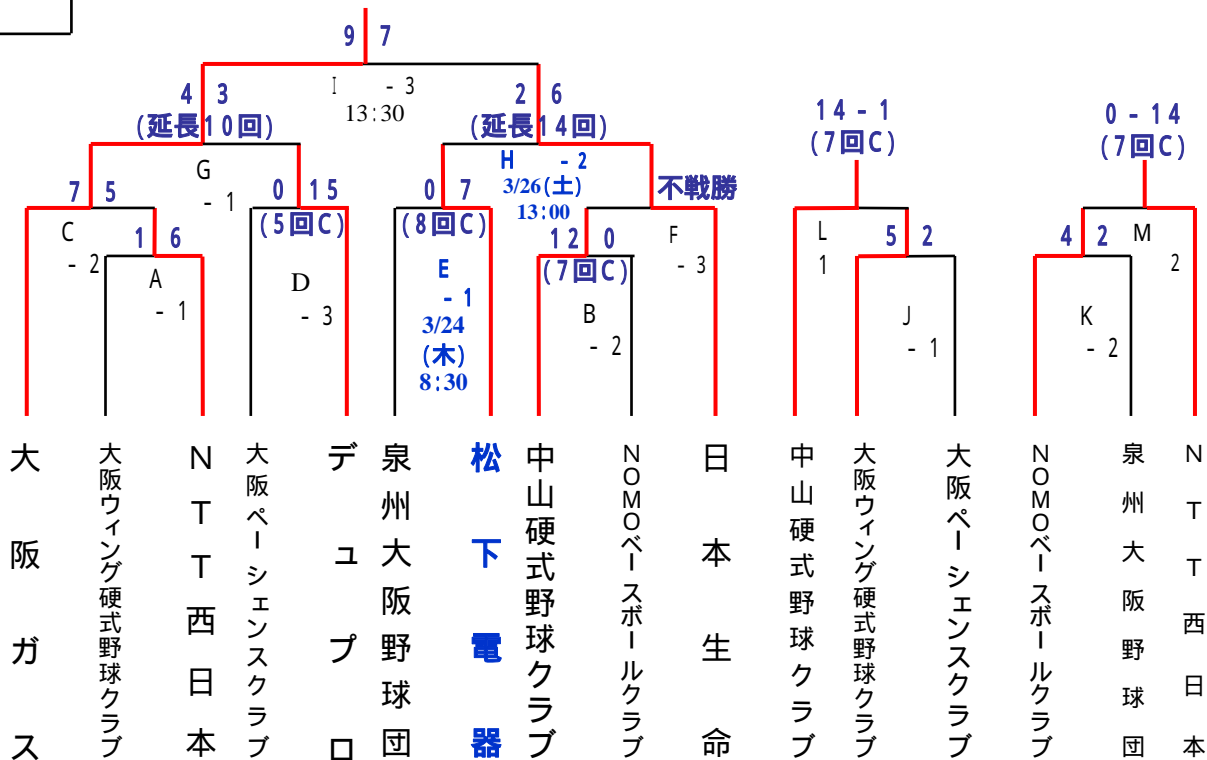 9 7
I - 3
13:30
4 3
(延長10回)
2 6
(延長14回)
14 - 1
(7回C)
0 - 14
(7回C)
G
- 1
H - 2
3/26(土)
13:00
7 5
0 15
(5回C)
0 7
(8回C)
不戦勝
C
- 2
1 6
A
- 1
D
- 3
E
- 1
3/24
(木)
8:30
12 0
(7回C)
B
- 2
F
- 3
L
1
5 2
J
- 1
4 2
K
- 2
M
2
大阪ガス
大阪ウィング硬式野球クラブ
NTT西日本
大阪ペーシェンスクラブ
デュプロ
泉州大阪野球団
松下電器
中山硬式野球クラブ
NOMOベースボールクラブ
日本生命
中山硬式野球クラブ
大阪ウィング硬式野球クラブ
大阪ペーシェンスクラブ
NOMOベースボールクラブ
泉州大阪野球団
NTT西日本